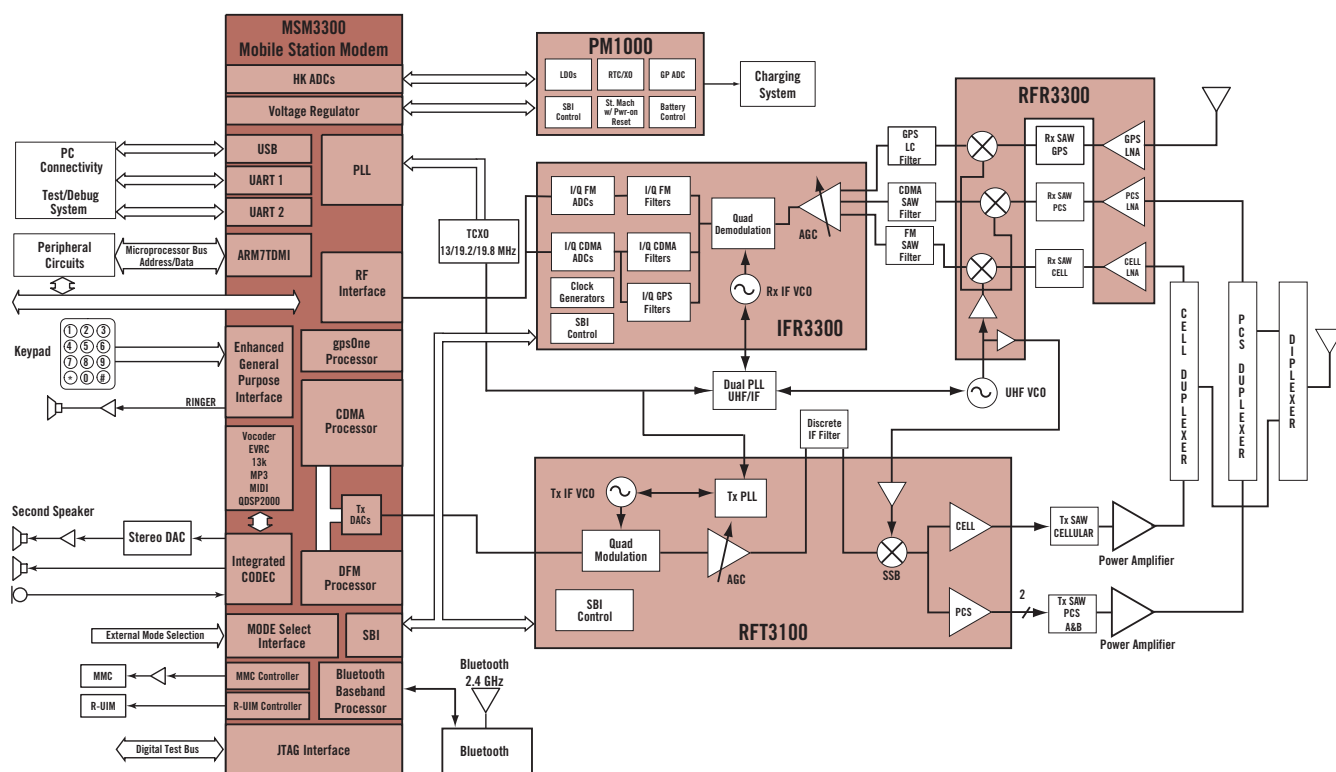 MSM3300
Mobile Station Modem
HK ADCs
Voltage Regulator
USB
UART 1
UART 2
PLL
ARM7TDMI
RF
Interface
Enhanced
General
Purpose
Interface
gpsOne
Processor
CDMA
Processor
Vocoder
EVRC
13k
MP3
MIDI
QDSP2000
Tx
DACs
Integrated
CODEC
DFM
Processor
MODE Select
Interface
SBI
MMC Controller
R-UIM Controller
Bluetooth
Baseband
Processor
JTAG Interface
PC
Connectivity
Test/Debug
System
Peripheral
Circuits
Microprocessor Bus
Address/Data
Keypad
1 2 3
4 5 6
7 8 9
* 0 #
RINGER
Second Speaker
Stereo DAC
External Mode Selection
MMC
R-UIM
Digital Test Bus
PM1000
LDOs
RTC/XO
GP ADC
SBI
Control
St. Mach
w/ Pwr-on
Reset
Battery
Control
Charging
System
TCXO
13/19.2/19.8 MHz
I/Q FM
ADCs
I/Q FM
Filters
I/Q CDMA
ADCs
I/Q CDMA
Filters
Clock
Generators
I/Q GPS
Filters
SBI
Control
Quad
Demodulation
AGC
Rx IF VCO
IFR3300
GPS
LC
Filter
CDMA
SAW
Filter
FM
SAW
Filter
RFR3300
Rx SAW
GPS
Rx SAW
PCS
Rx SAW
CELL
GPS
LNA
PCS
LNA
CELL
LNA
Dual PLL
UHF/IF
UHF VCO
CELL DUPLEXER
PCS DUPLEXER
DIPLEXER
Discrete
IF Filter
Tx IF VCO
Tx PLL
Quad
Modulation
AGC
SBI
Control
RFT3100
SSB
CELL
PCS
2
Tx SAW
CELLULAR
Power Amplifier
Tx SAW
PCS
A&B
Power Amplifier
Bluetooth
2.4 GHz
Bluetooth